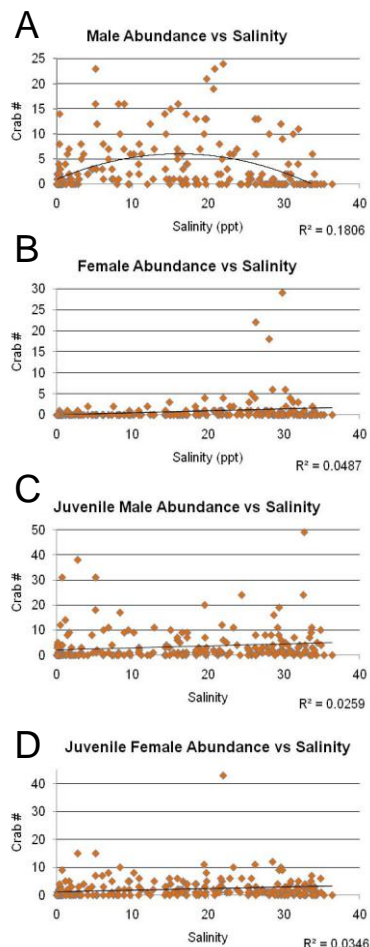 A
Male Abundance vs Salinity
Crab #
25
20
15
10
5
0
0 10 20 30 40
Salinity (ppt)
R² = 0.1806
B
Female Abundance vs Salinity
Crab #
30
25
20
15
10
5
0
0 10 20 30 40
Salinity (ppt)
R² = 0.0487
C
Juvenile Male Abundance vs Salinity
Crab #
50
40
30
20
10
0
0 10 20 30 40
Salinity
R² = 0.0259
D
Juvenile Female Abundance vs Salinity
Crab #
40
30
20
10
0
0 10 20 30 40
Salinity
R² = 0.0346